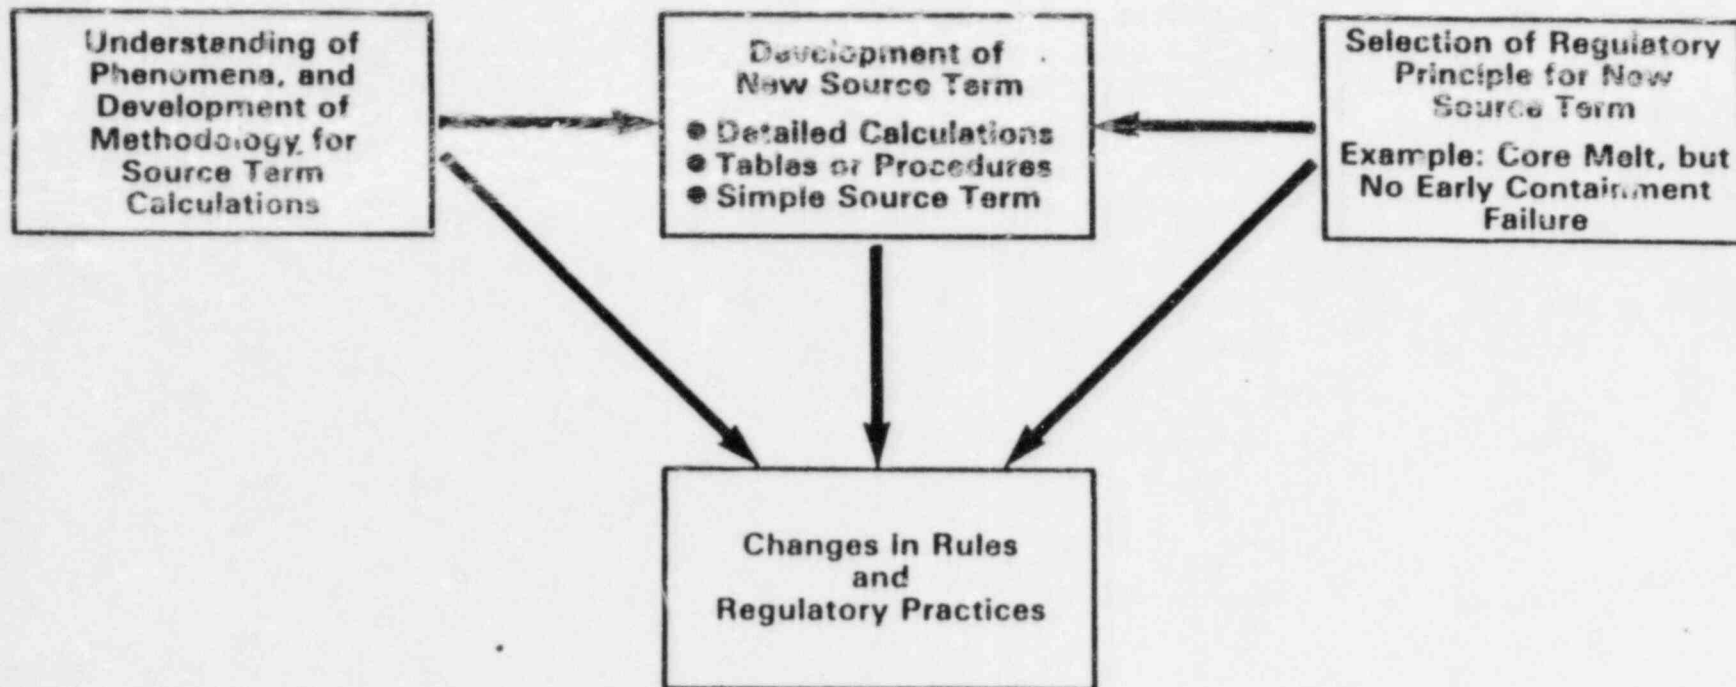 Understanding of
Phenomena, and
Development of
Methodology for
Source Term
Calculations
Development of
New Source Term
● Detailed Calculations
● Tables or Procedures
● Simple Source Term
Selection of Regulatory
Principle for New
Source Term
Example: Core Melt, but
No Early Containment
Failure
Changes in Rules
and
Regulatory Practices